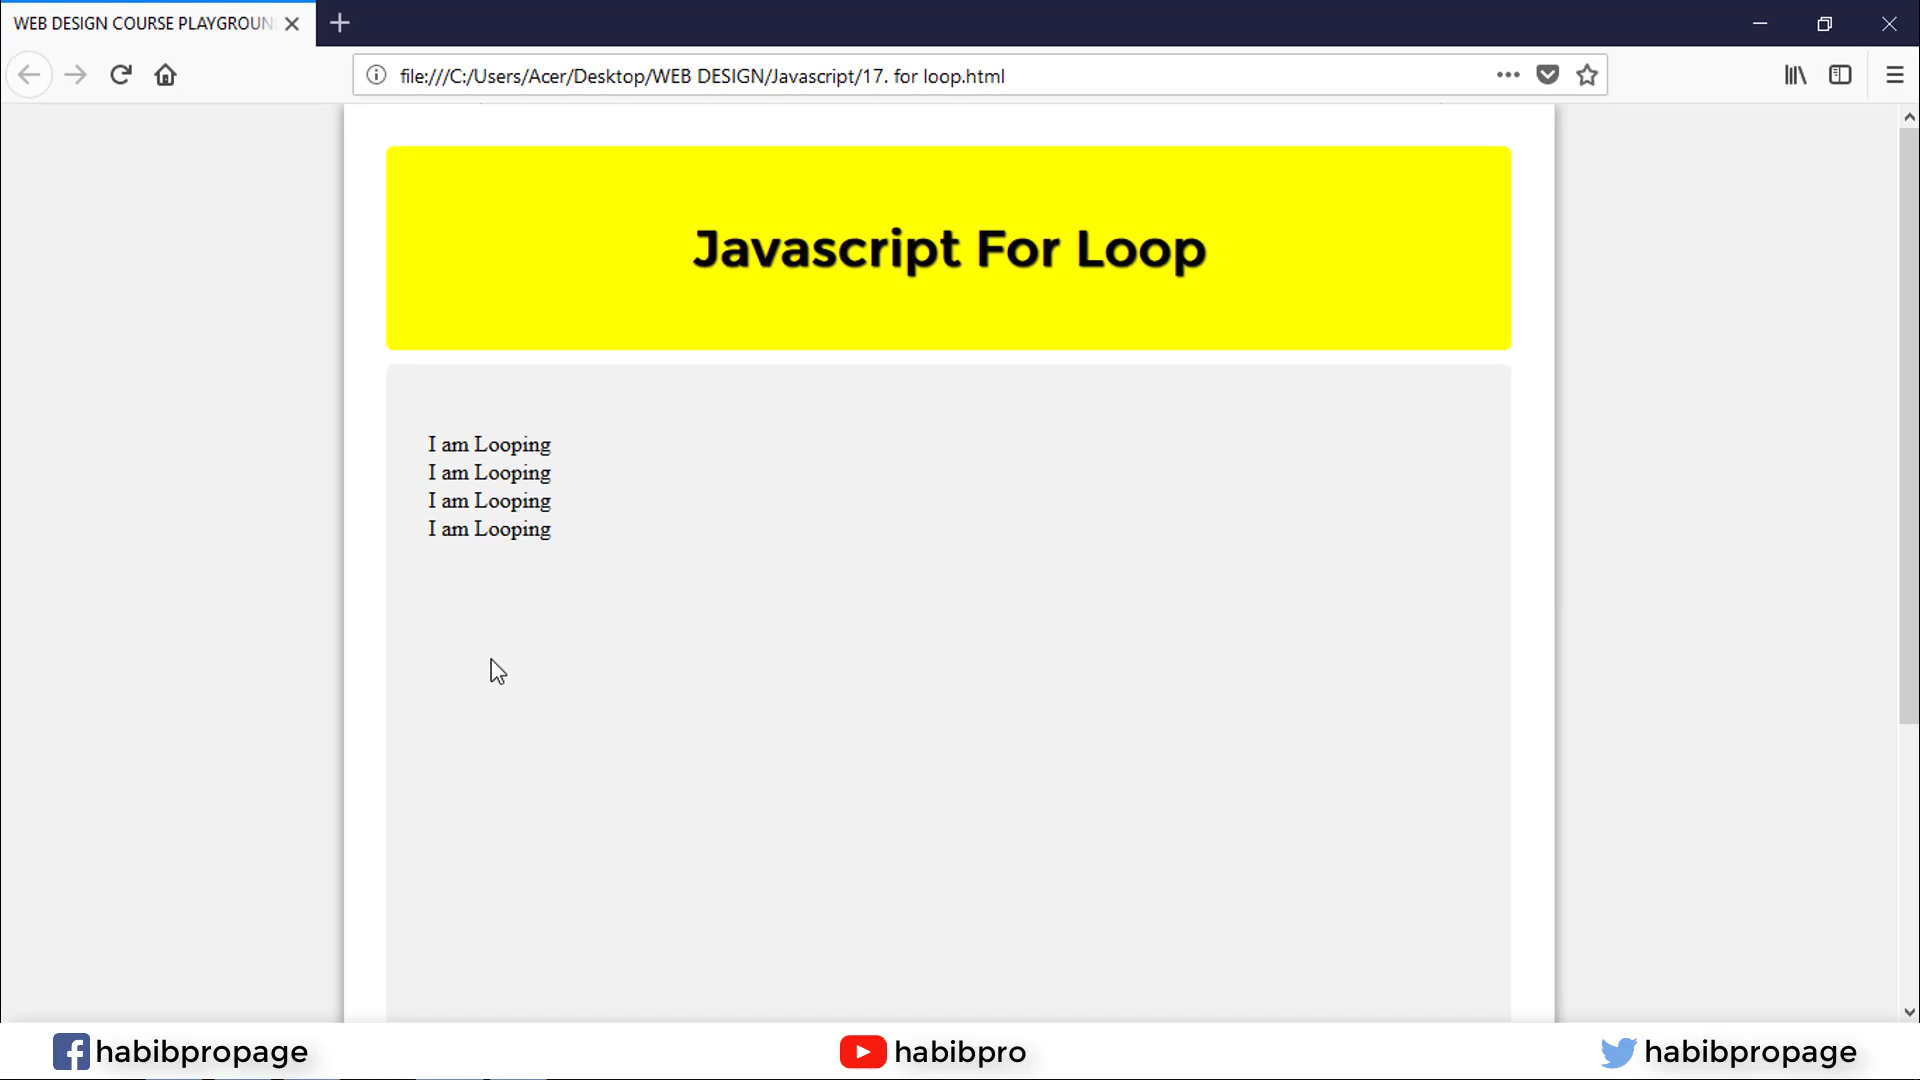 WEB DESIGN COURSE PLAYGROUN
file:///C:/Users/Acer/Desktop/WEB DESIGN/Javascript/17. for loop.html
Javascript For Loop
I am Looping
I am Looping
I am Looping
I am Looping
habibpropage
habibpro
habibpropage